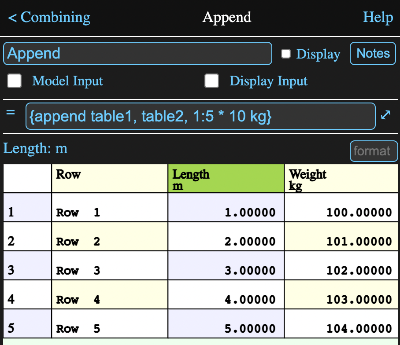 < Combining Append Help
Append Display Notes
Model Input Display Input
= {append table1, table2, 1:5 * 10 kg}
Length: m format
Row Length Weight
m kg
1 Row 1 1.00000 100.00000
2 Row 2 2.00000 101.00000
3 Row 3 3.00000 102.00000
4 Row 4 4.00000 103.00000
5 Row 5 5.00000 104.00000